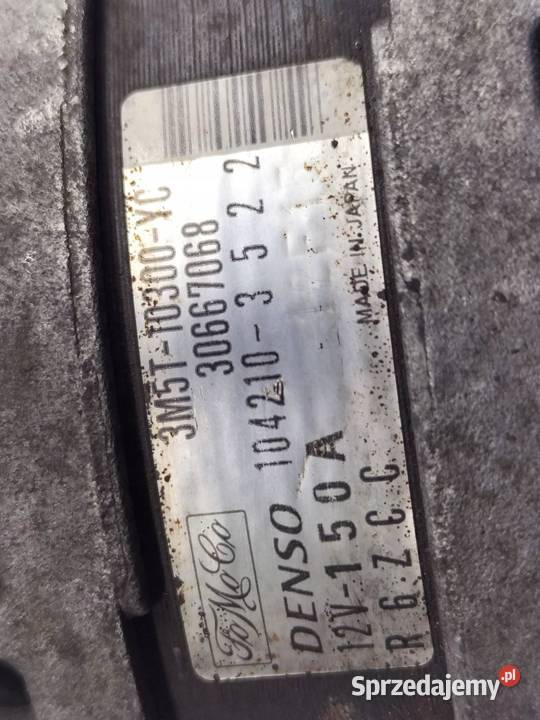 3M5T-10300-YC
30667068
FoMoCo
DENSO 104210-3522
12V-150A MADE IN JAPAN
R6ZCC
Sprzedajemy.pl